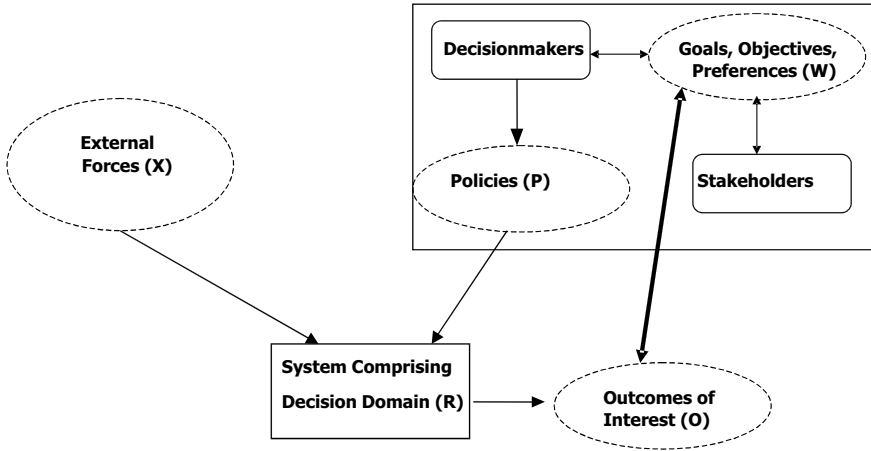 Decisionmakers
Goals, Objectives,
Preferences (W)
External
Forces (X)
Policies (P)
Stakeholders
System Comprising
Decision Domain (R)
Outcomes of
Interest (O)